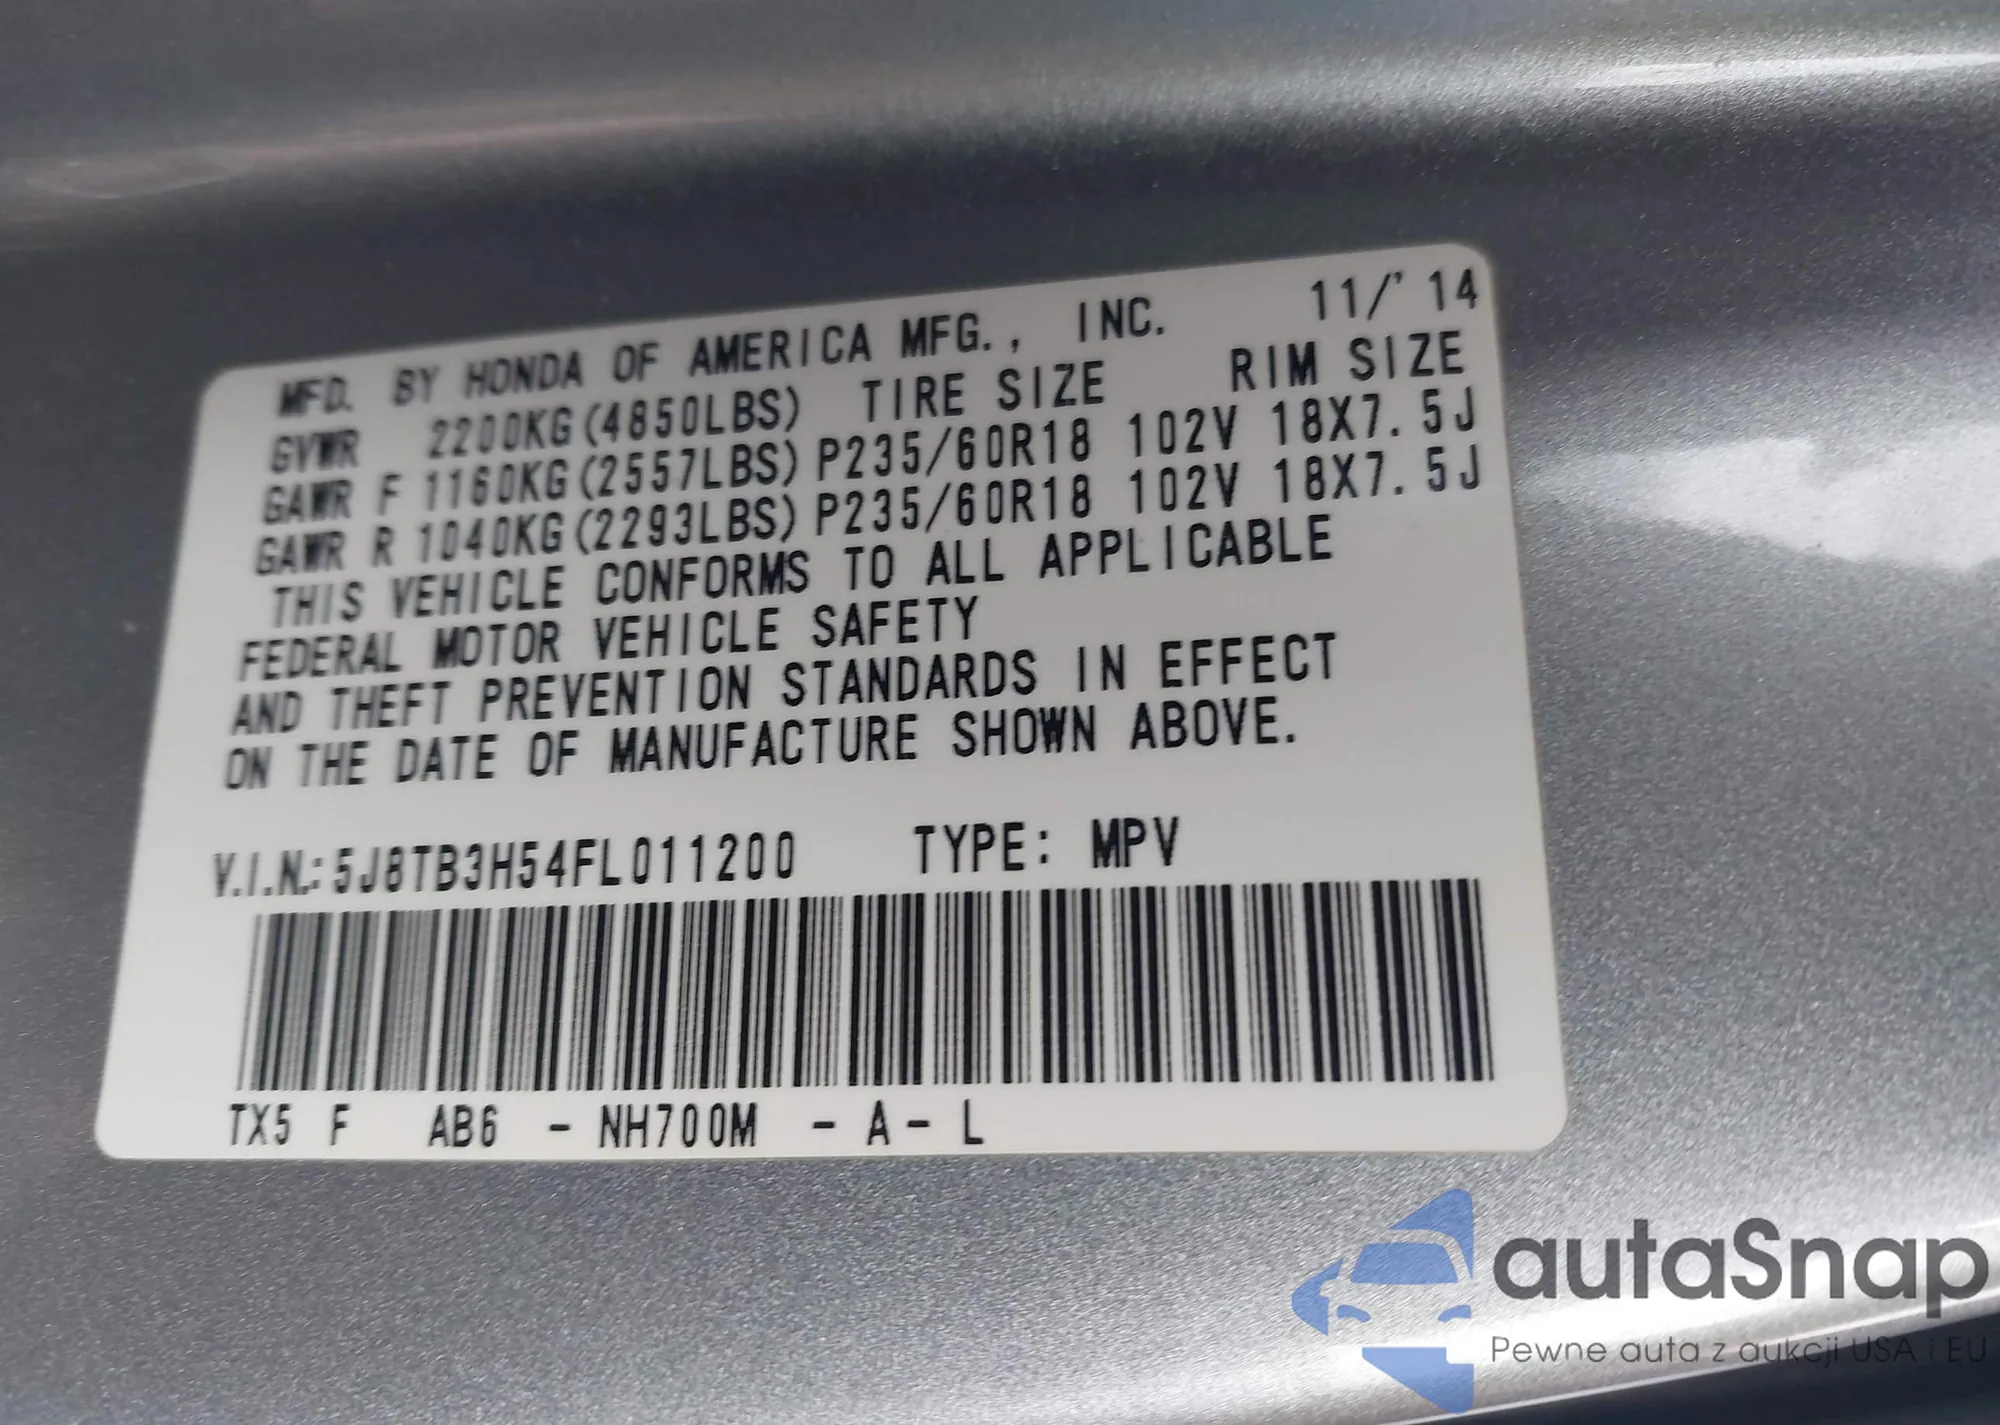 MFD. BY HONDA OF AMERICA MFG., INC. 11/'14
GVWR 2200KG(4850LBS) TIRE SIZE RIM SIZE
GAWR F 1160KG(2557LBS) P235/60R18 102V 18X7.5J
GAWR R 1040KG(2293LBS) P235/60R18 102V 18X7.5J
THIS VEHICLE CONFORMS TO ALL APPLICABLE
FEDERAL MOTOR VEHICLE SAFETY
AND THEFT PREVENTION STANDARDS IN EFFECT
ON THE DATE OF MANUFACTURE SHOWN ABOVE.
V.I.N.: 5J8TB3H54FL011200 TYPE: MPV
TX5 F AB6 - NH700M - A - L
autaSnap
Pewne auta z aukcji USA i EU